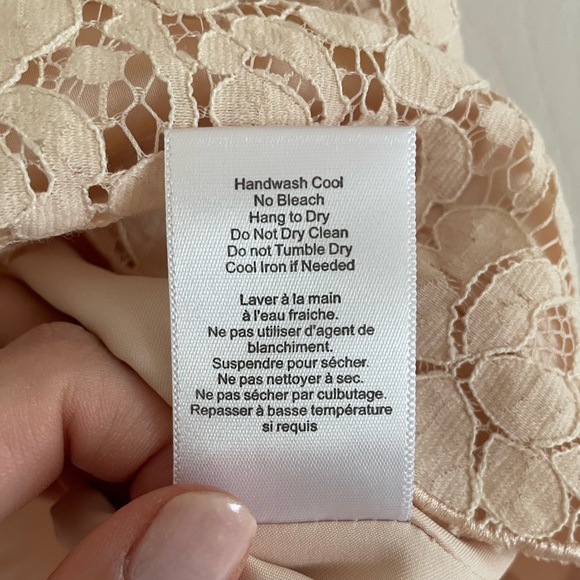 Handwash Cool
No Bleach
Hang to Dry
Do Not Dry Clean
Do not Tumble Dry
Cool Iron if Needed
Laver à la main
à l'eau fraiche.
Ne pas utiliser d'agent de
blanchiment.
Suspendre pour sécher.
Ne pas nettoyer à sec.
Ne pas sécher par culbutage.
Repasser à basse température
si requis